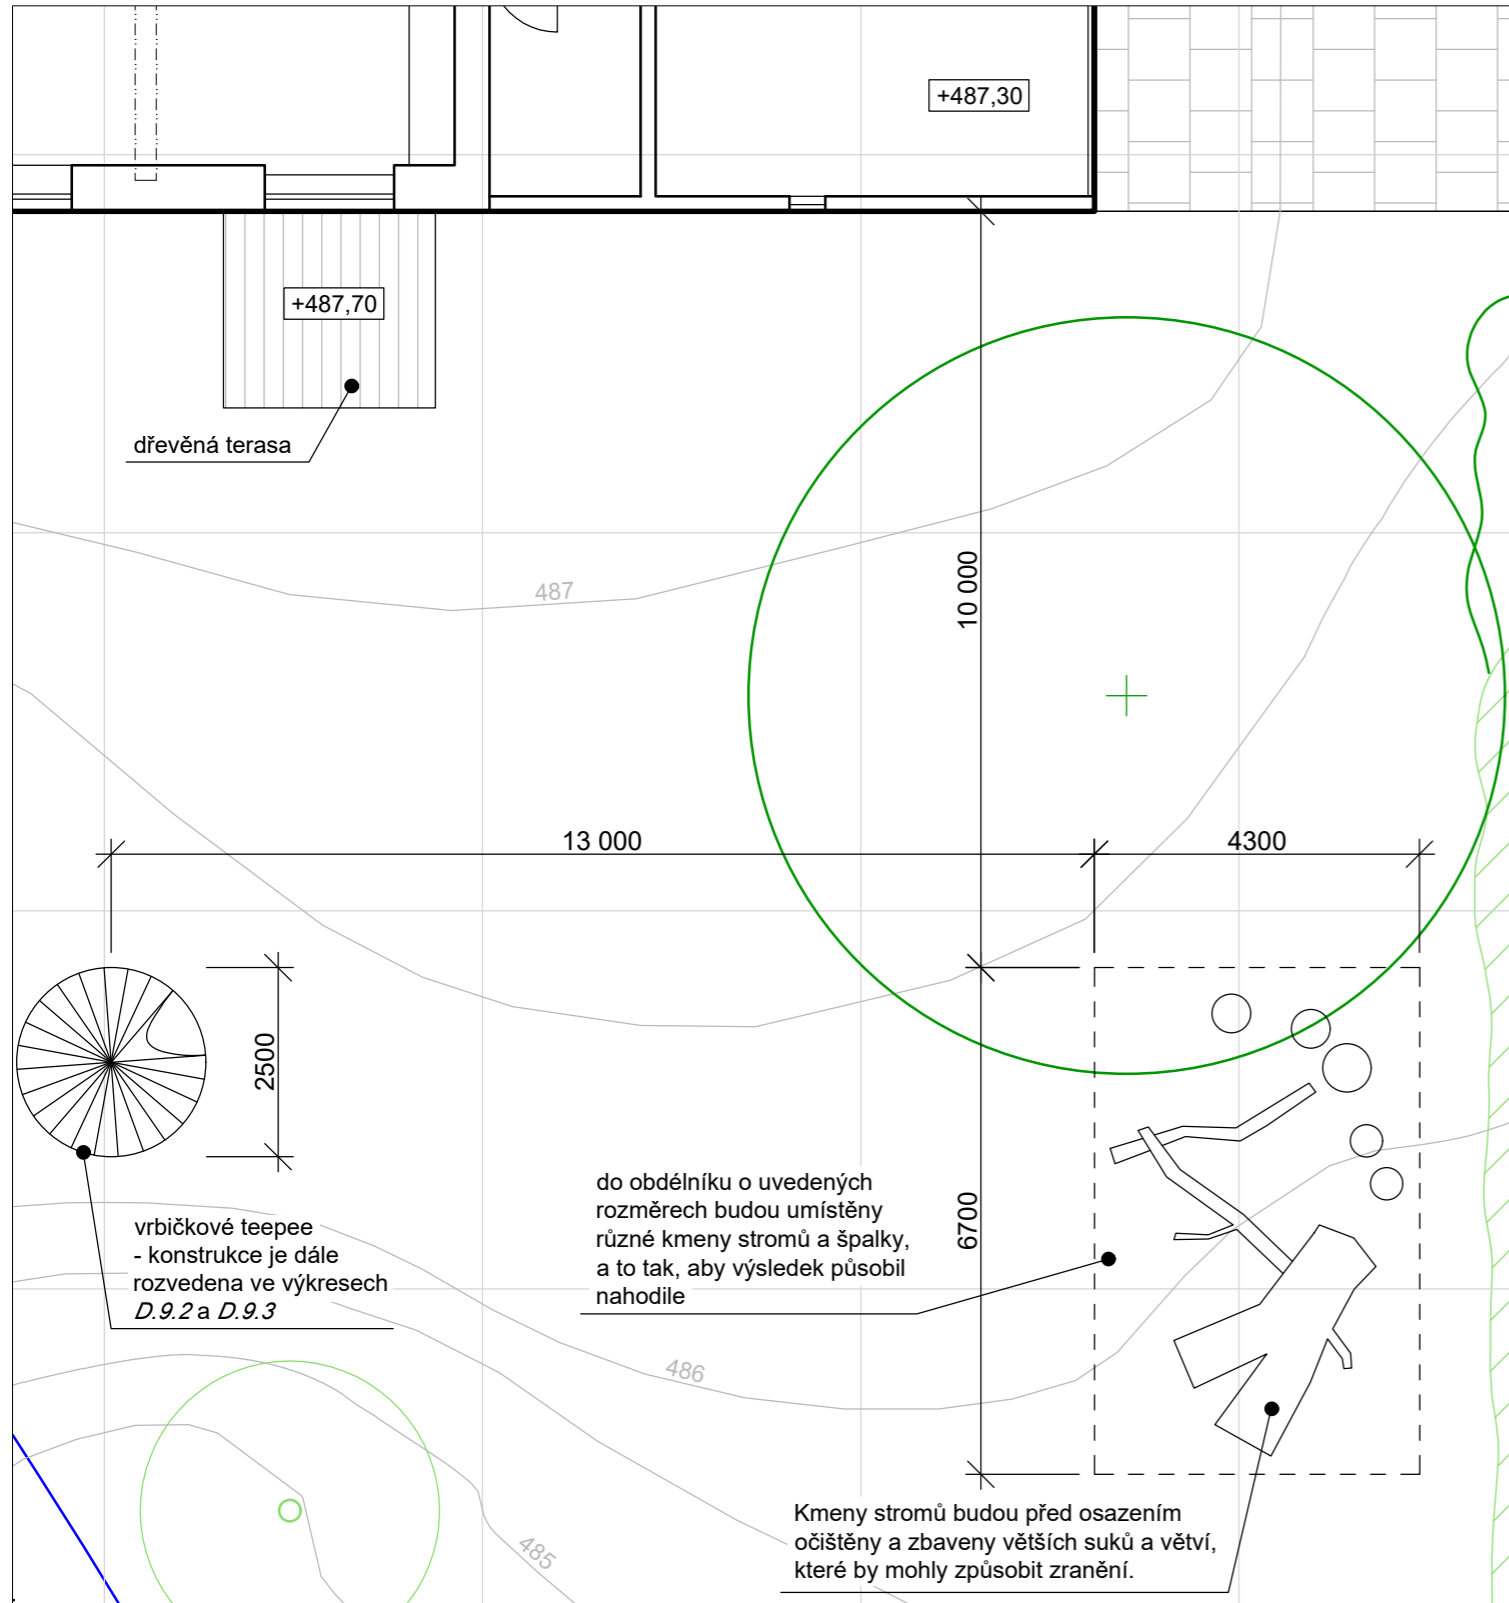 +487,30
+487,70
dřevěná terasa
487
10 000
13 000
4300
2500
do obdélníku o uvedených
rozměrech budou umístěny
různé kmeny stromů a špalky,
a to tak, aby výsledek působil
nahodile
6700
vrbičkové teepee
- konstrukce je dále
rozvedena ve výkresech
D.9.2 a D.9.3
486
485
Kmeny stromů budou před osazením
očištěny a zbaveny větších suků a větví,
které by mohly způsobit zranění.